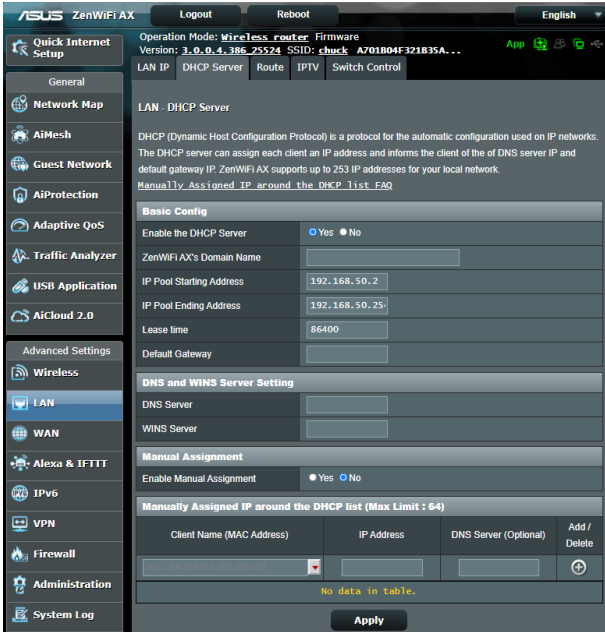 ASUS ZenWiFi AX Logout Reboot English
Quick Internet Setup
Operation Mode: Wireless router Firmware
Version: 3.0.0.4.386_25524 SSID: chuck A701B04F321B35A... App
LAN IP DHCP Server Route IPTV Switch Control
General
Network Map
AiMesh
Guest Network
AiProtection
Adaptive QoS
Traffic Analyzer
USB Application
AiCloud 2.0
Advanced Settings
Wireless
LAN
WAN
Alexa & IFTTT
IPv6
VPN
Firewall
Administration
System Log
LAN - DHCP Server
DHCP (Dynamic Host Configuration Protocol) is a protocol for the automatic configuration used on IP networks.
The DHCP server can assign each client an IP address and informs the client of the of DNS server IP and
default gateway IP. ZenWiFi AX supports up to 253 IP addresses for your local network.
Manually Assigned IP around the DHCP list FAQ
Basic Config
Enable the DHCP Server Yes No
ZenWiFi AX's Domain Name
IP Pool Starting Address 192.168.50.2
IP Pool Ending Address 192.168.50.25
Lease time 86400
Default Gateway
DNS and WINS Server Setting
DNS Server
WINS Server
Manual Assignment
Enable Manual Assignment Yes No
Manually Assigned IP around the DHCP list (Max Limit : 64)
Client Name (MAC Address) IP Address DNS Server (Optional) Add / Delete
No data in table.
Apply